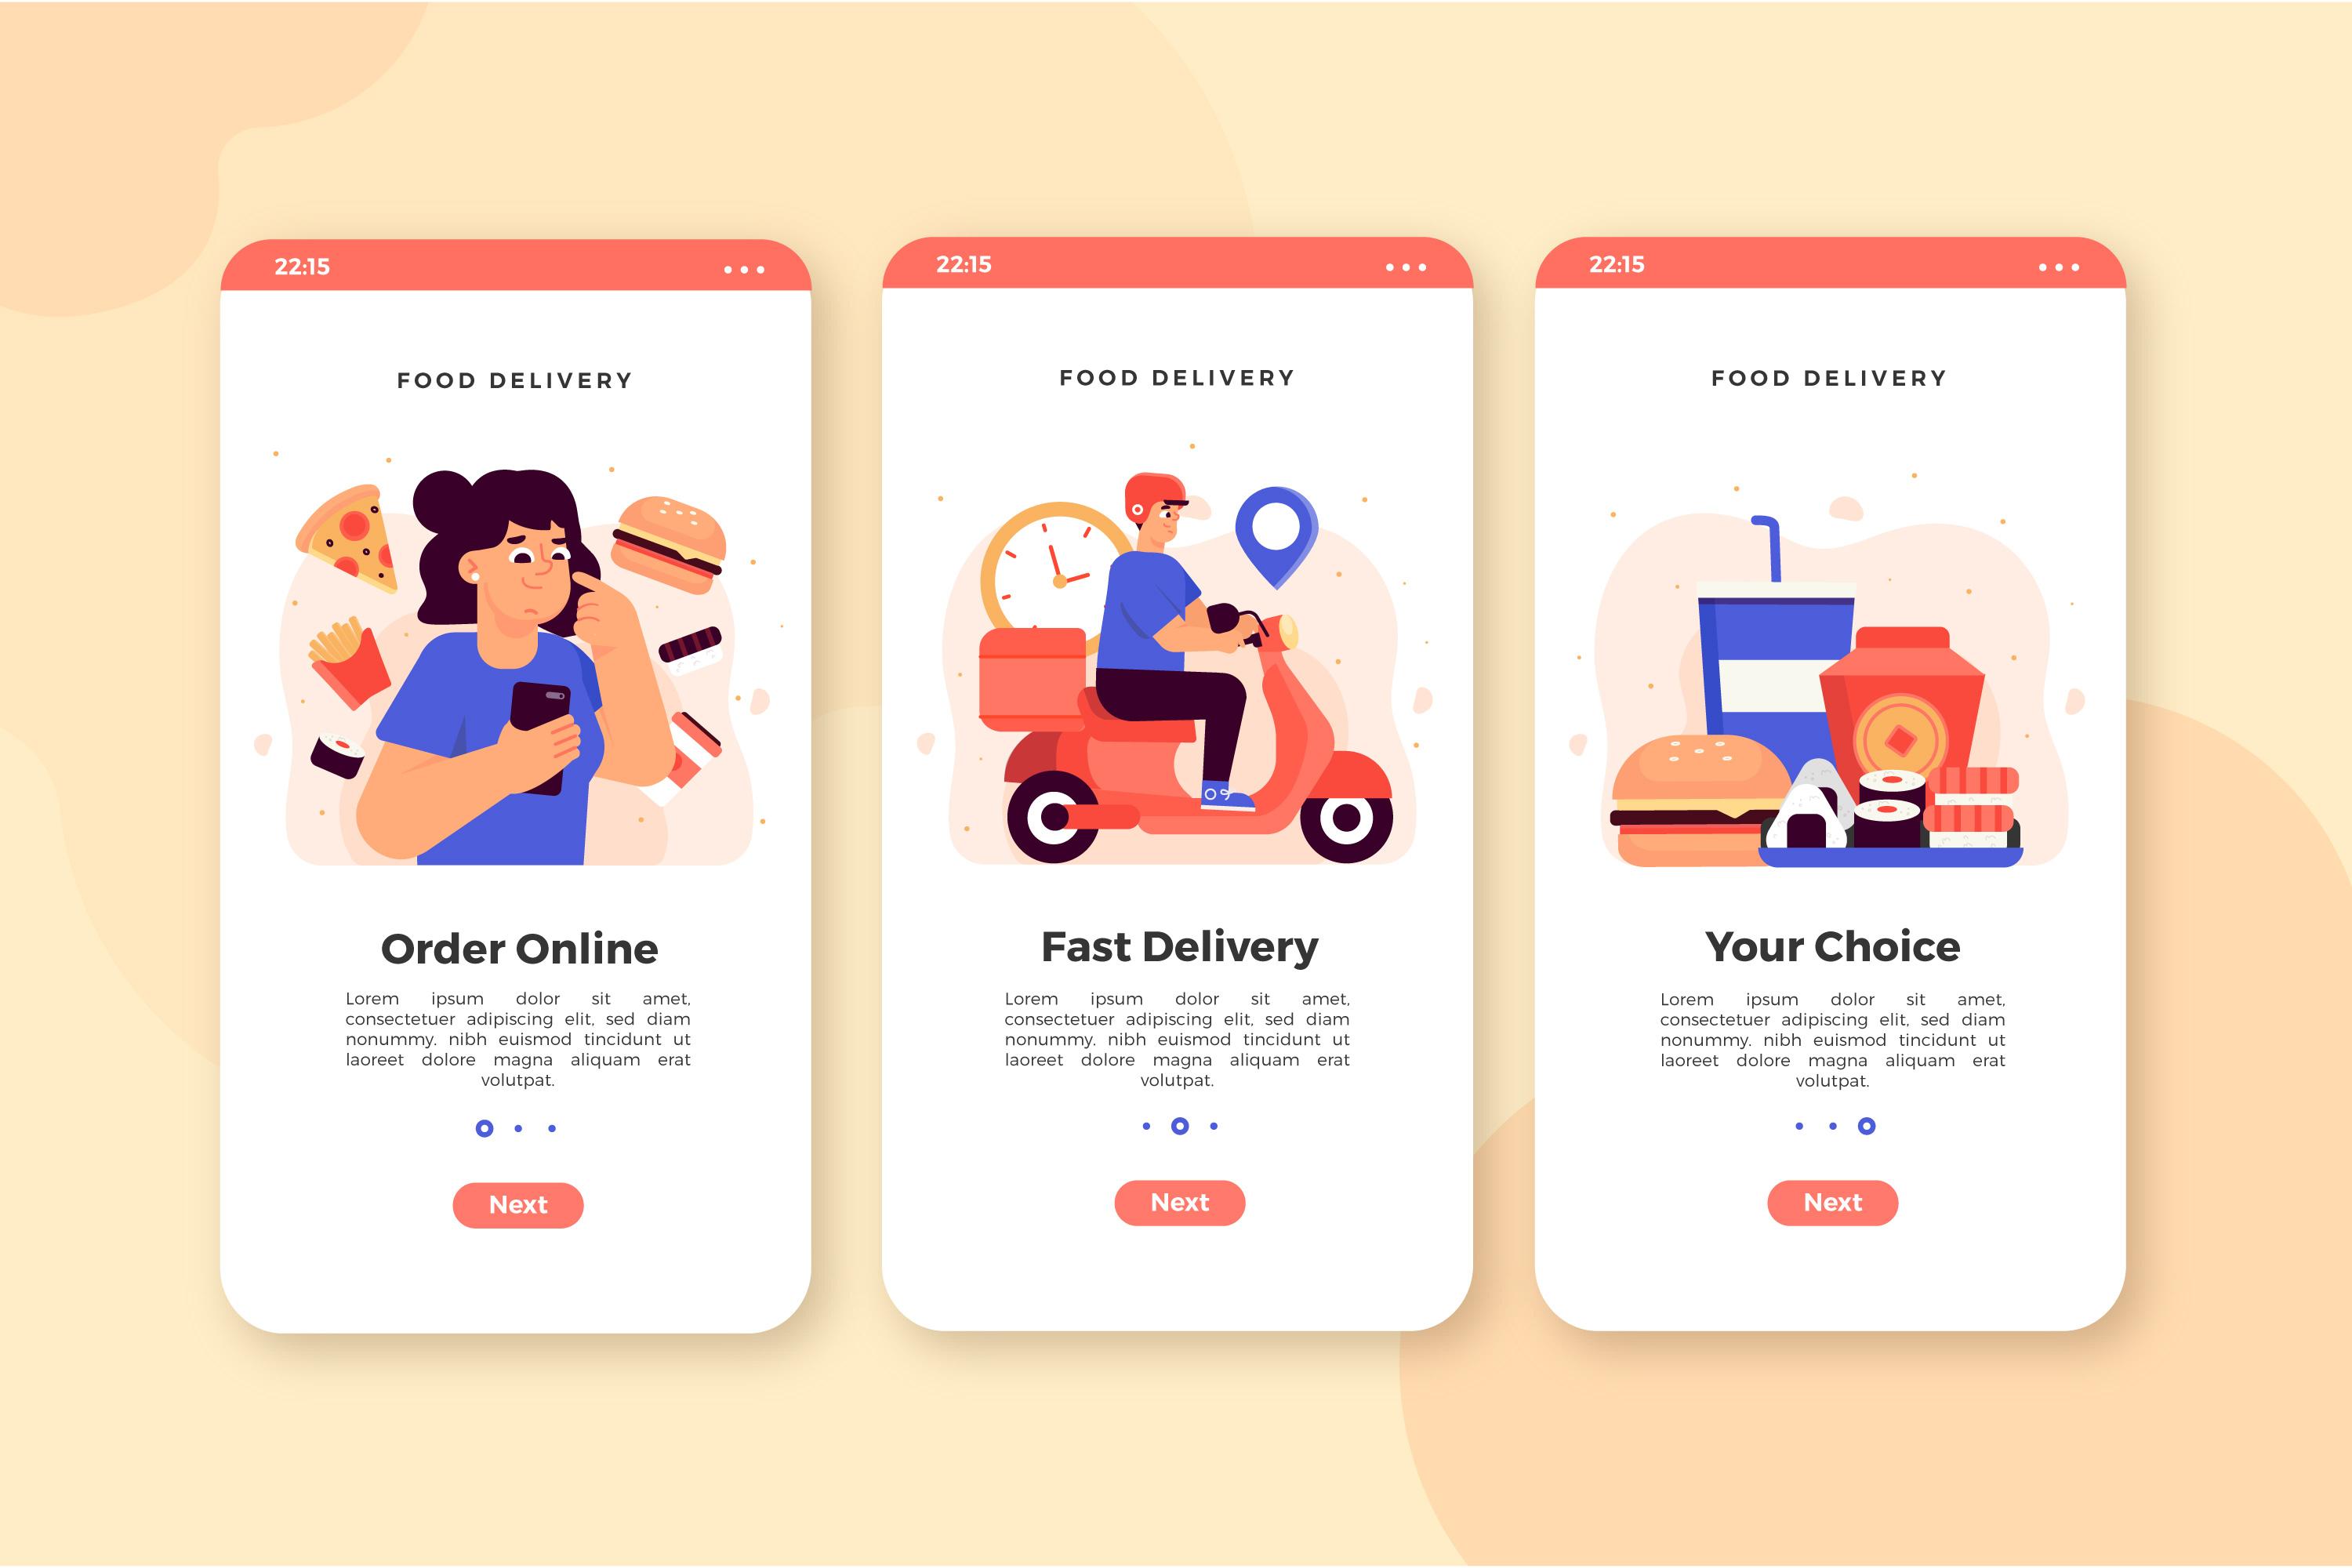 22:15
FOOD DELIVERY
Order Online
Lorem ipsum dolor sit amet,
consectetuer adipiscing elit, sed diam
nonummy. nibh euismod tincidunt ut
laoreet dolore magna aliquam erat
volutpat.
Next
22:15
FOOD DELIVERY
Fast Delivery
Lorem ipsum dolor sit amet,
consectetuer adipiscing elit, sed diam
nonummy. nibh euismod tincidunt ut
laoreet dolore magna aliquam erat
volutpat.
Next
22:15
FOOD DELIVERY
Your Choice
Lorem ipsum dolor sit amet,
consectetuer adipiscing elit, sed diam
nonummy. nibh euismod tincidunt ut
laoreet dolore magna aliquam erat
volutpat.
Next